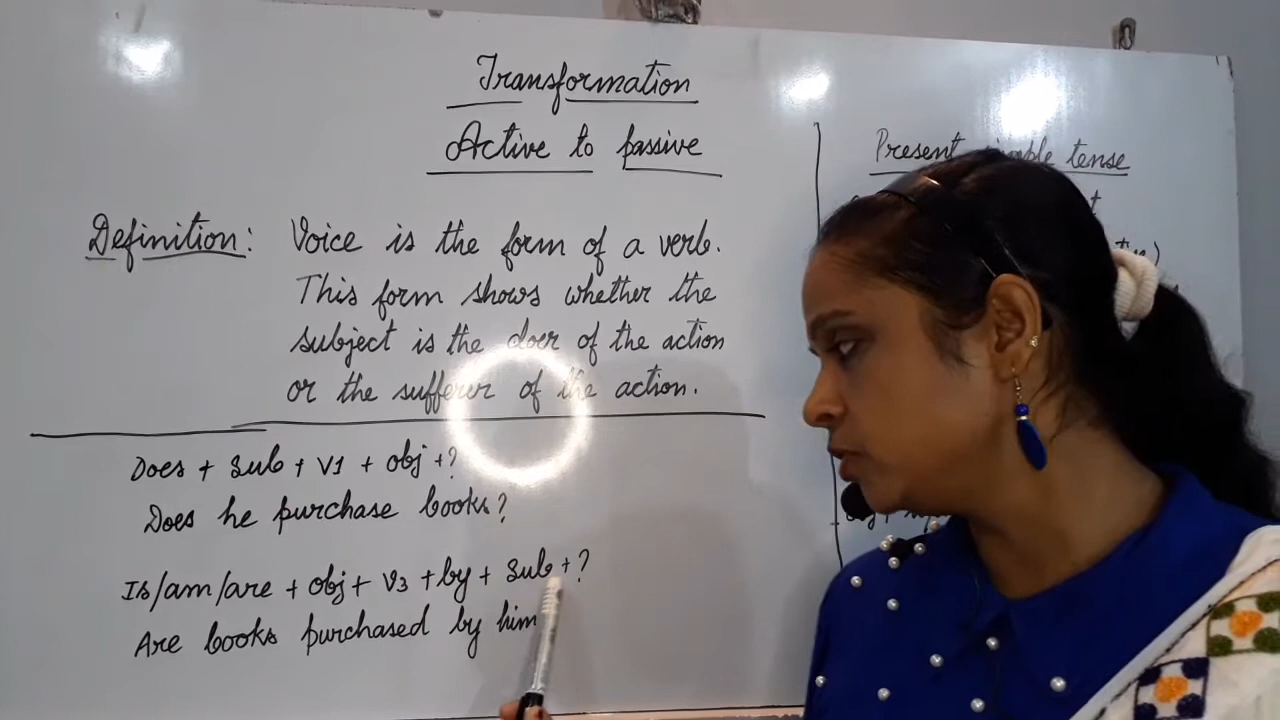 Transformation
Active to passive
Definition: Voice is the form of a verb.
This form shows whether the
subject is the doer of the action
or the sufferer of the action.
Does + sub + V1 + obj +?
Does he purchase books?
Is/am/are + obj + V3 + by + sub +?
Are books purchased by him
Present simple tense